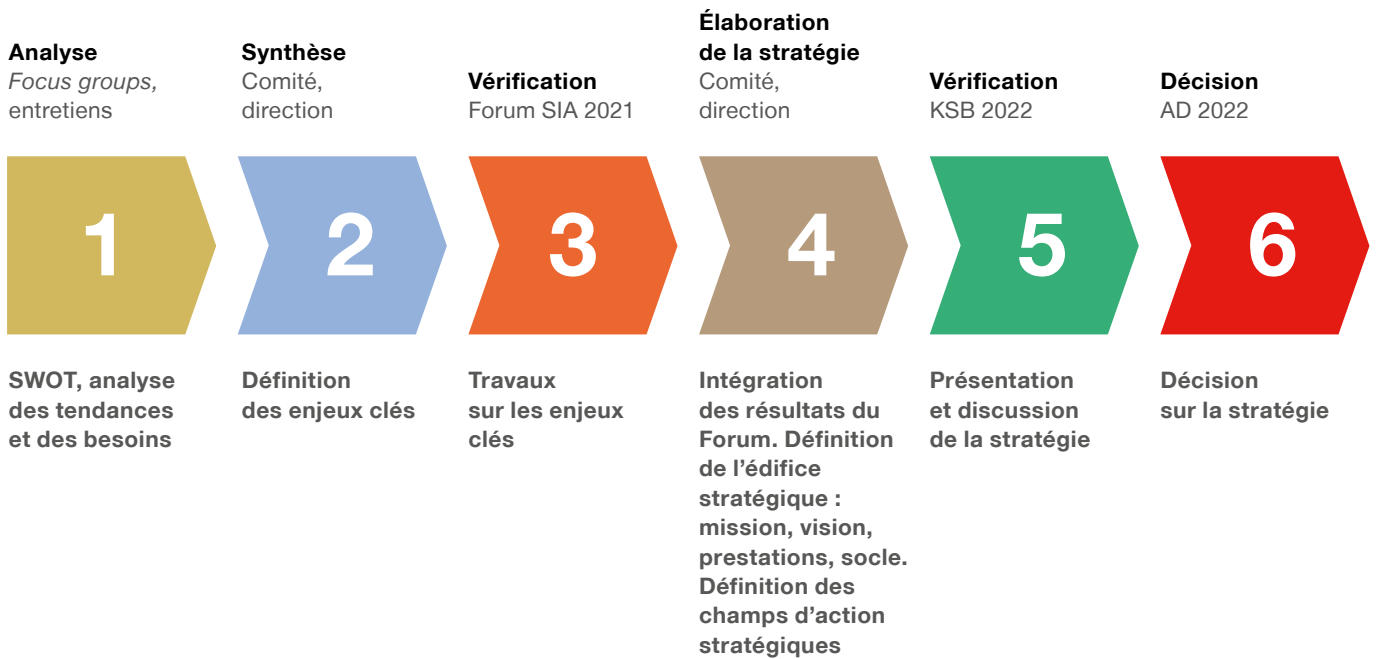 Analyse
Focus groups,
entretiens
Synthèse
Comité,
direction
Vérification
Forum SIA 2021
Élaboration
de la stratégie
Comité,
direction
Vérification
KSB 2022
Décision
AD 2022
1
2
3
4
5
6
SWOT, analyse
des tendances
et des besoins
Définition
des enjeux clés
Travaux
sur les enjeux
clés
Intégration
des résultats du
Forum. Définition
de l’édifice
stratégique :
mission, vision,
prestations, socle.
Définition des
champs d’action
stratégiques
Présentation
et discussion
de la stratégie
Décision
sur la stratégie